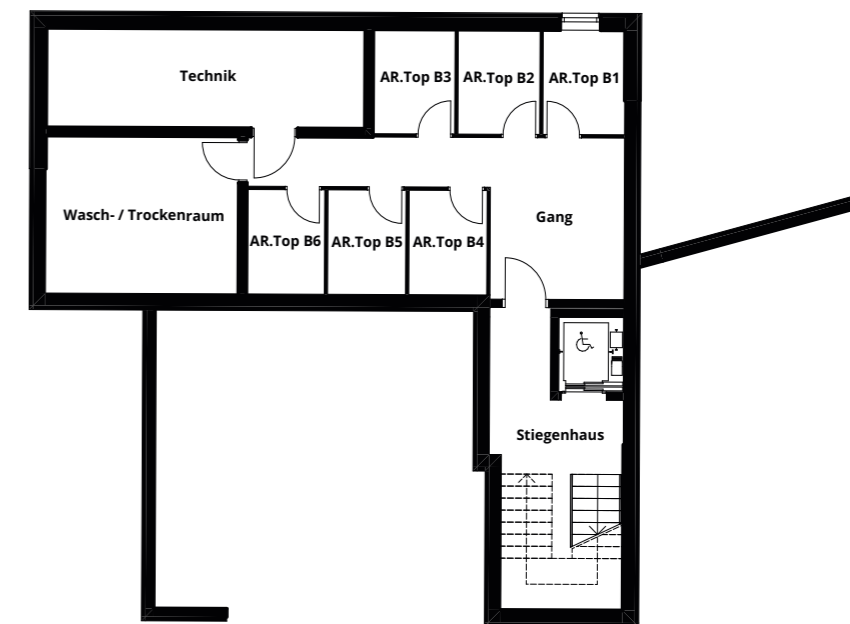 Technik
AR.Top B3
AR.Top B2
AR.Top B1
Wasch- / Trockenraum
AR.Top B6
AR.Top B5
AR.Top B4
Gang
Stiegenhaus